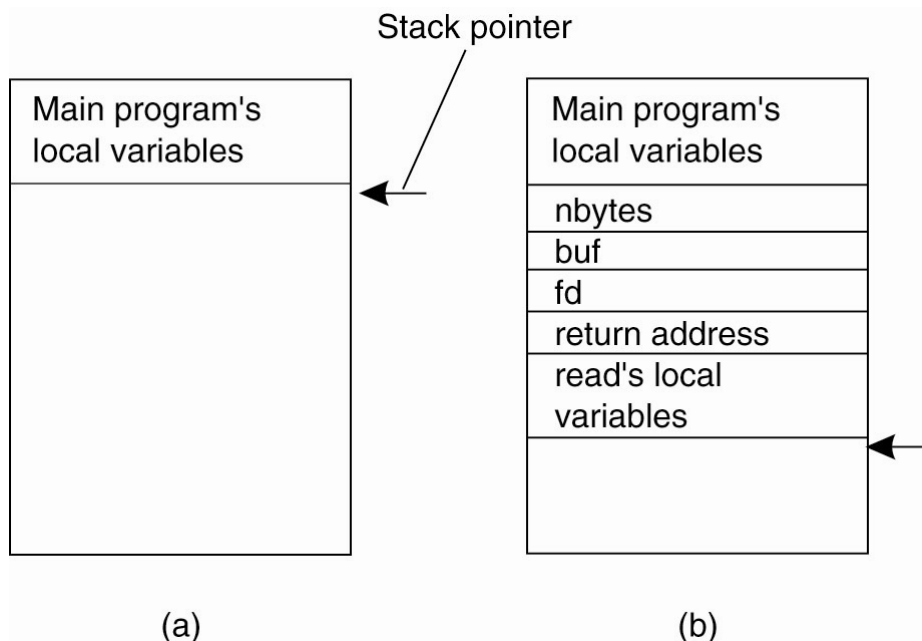 Stack pointer
Main program's
local variables
Main program's
local variables
nbytes
buf
fd
return address
read's local
variables
(a)
(b)